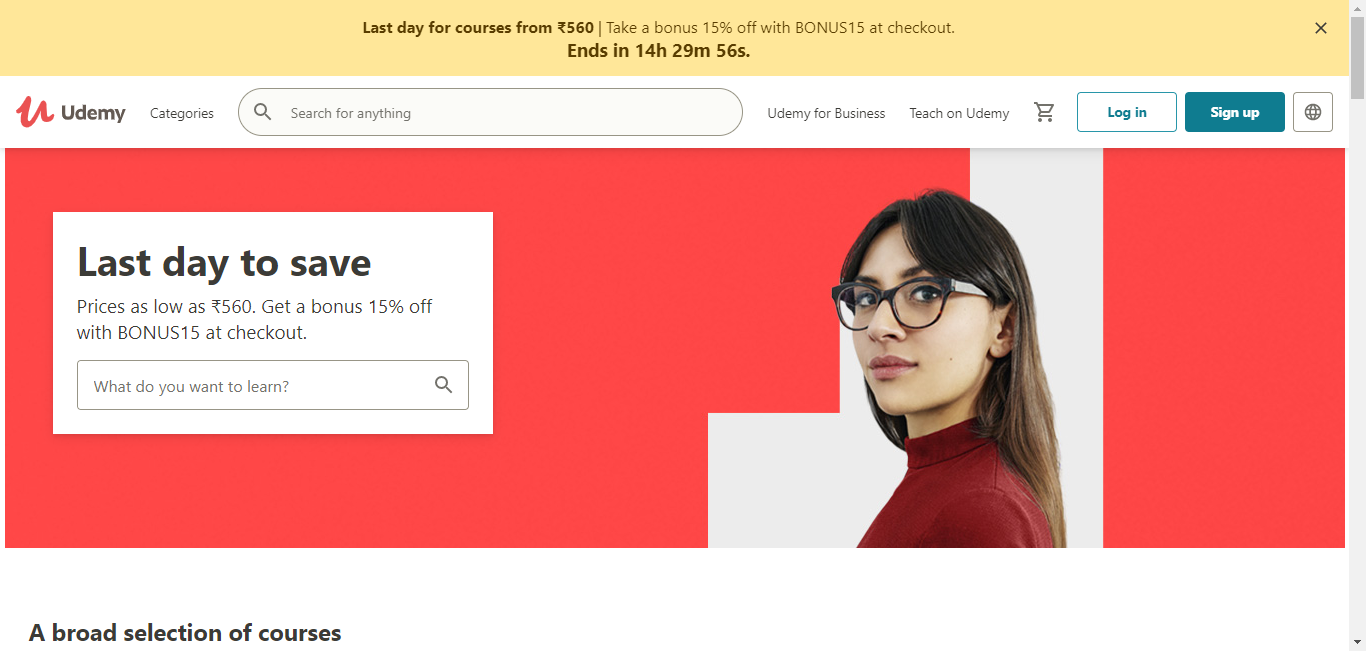 Last day for courses from ₹560 | Take a bonus 15% off with BONUS15 at checkout.
Ends in 14h 29m 56s.
Udemy
Categories
Search for anything
Udemy for Business
Teach on Udemy
Log in
Sign up
Last day to save
Prices as low as ₹560. Get a bonus 15% off
with BONUS15 at checkout.
What do you want to learn?
A broad selection of courses